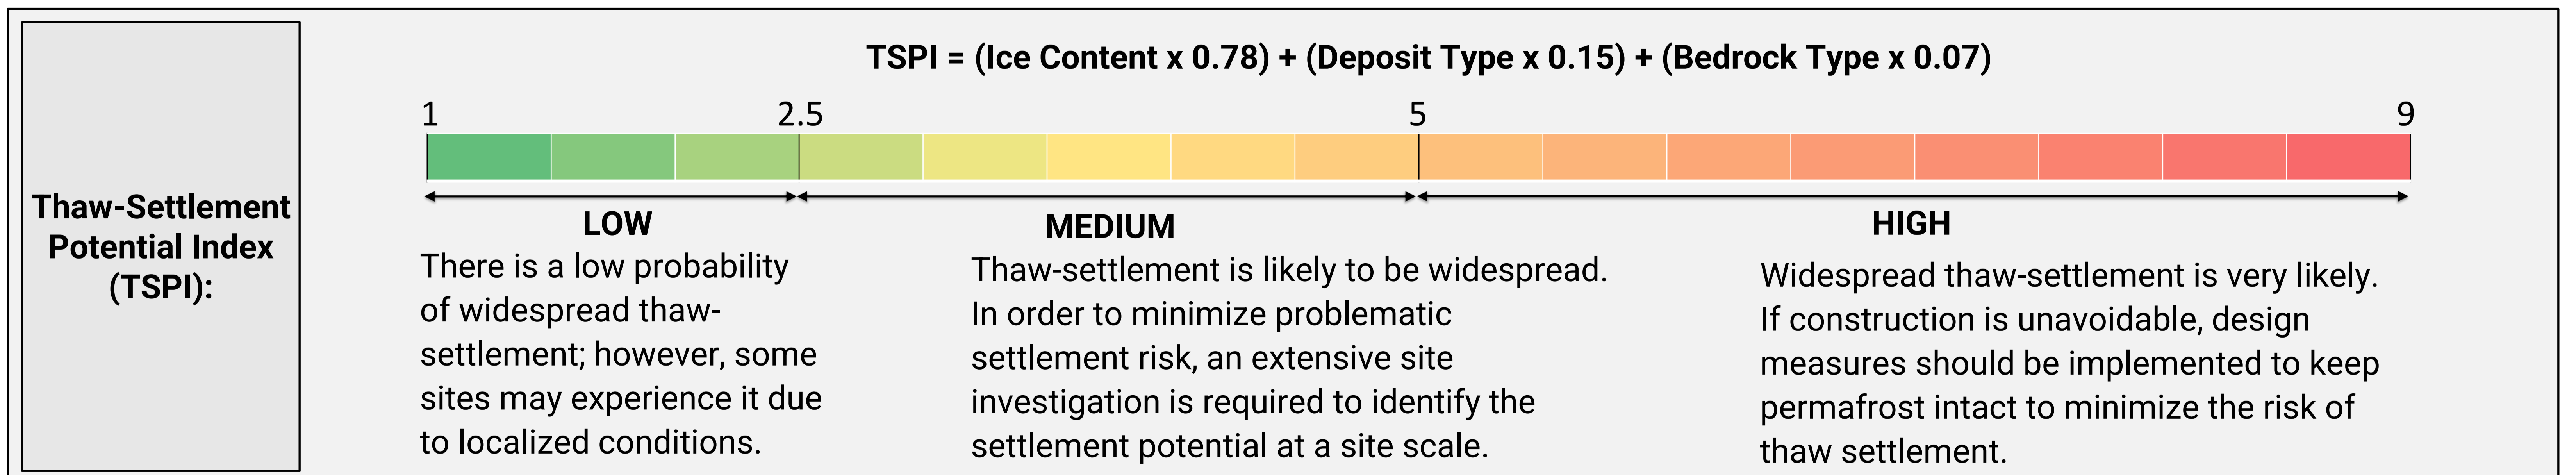 Thaw-Settlement
Potential Index
(TSPI):
TSPI = (Ice Content x 0.78) + (Deposit Type x 0.15) + (Bedrock Type x 0.07)
1
2.5
5
9
LOW
There is a low probability
of widespread thaw-
settlement; however, some
sites may experience it due
to localized conditions.
MEDIUM
Thaw-settlement is likely to be widespread.
In order to minimize problematic
settlement risk, an extensive site
investigation is required to identify the
settlement potential at a site scale.
HIGH
Widespread thaw-settlement is very likely.
If construction is unavoidable, design
measures should be implemented to keep
permafrost intact to minimize the risk of
thaw settlement.